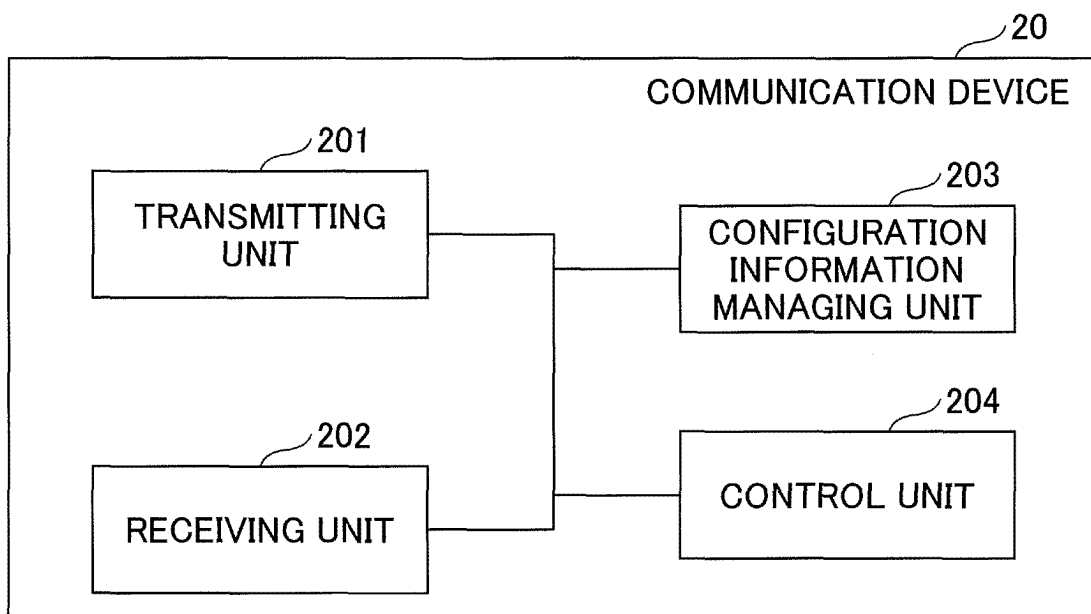 20
COMMUNICATION DEVICE
201
TRANSMITTING
UNIT
203
CONFIGURATION
INFORMATION
MANAGING UNIT
202
RECEIVING UNIT
204
CONTROL UNIT